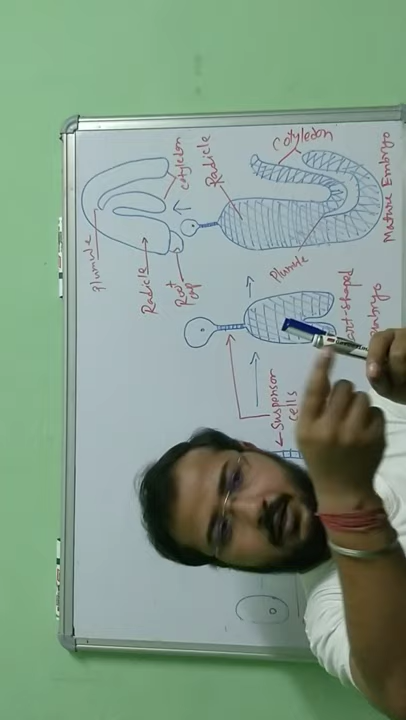 Plumule
cotyledon
Radicle
Root
cap
Radicle
Cotyledon
Plumule
Mature Embryo
Embryo
Suspensor
cells